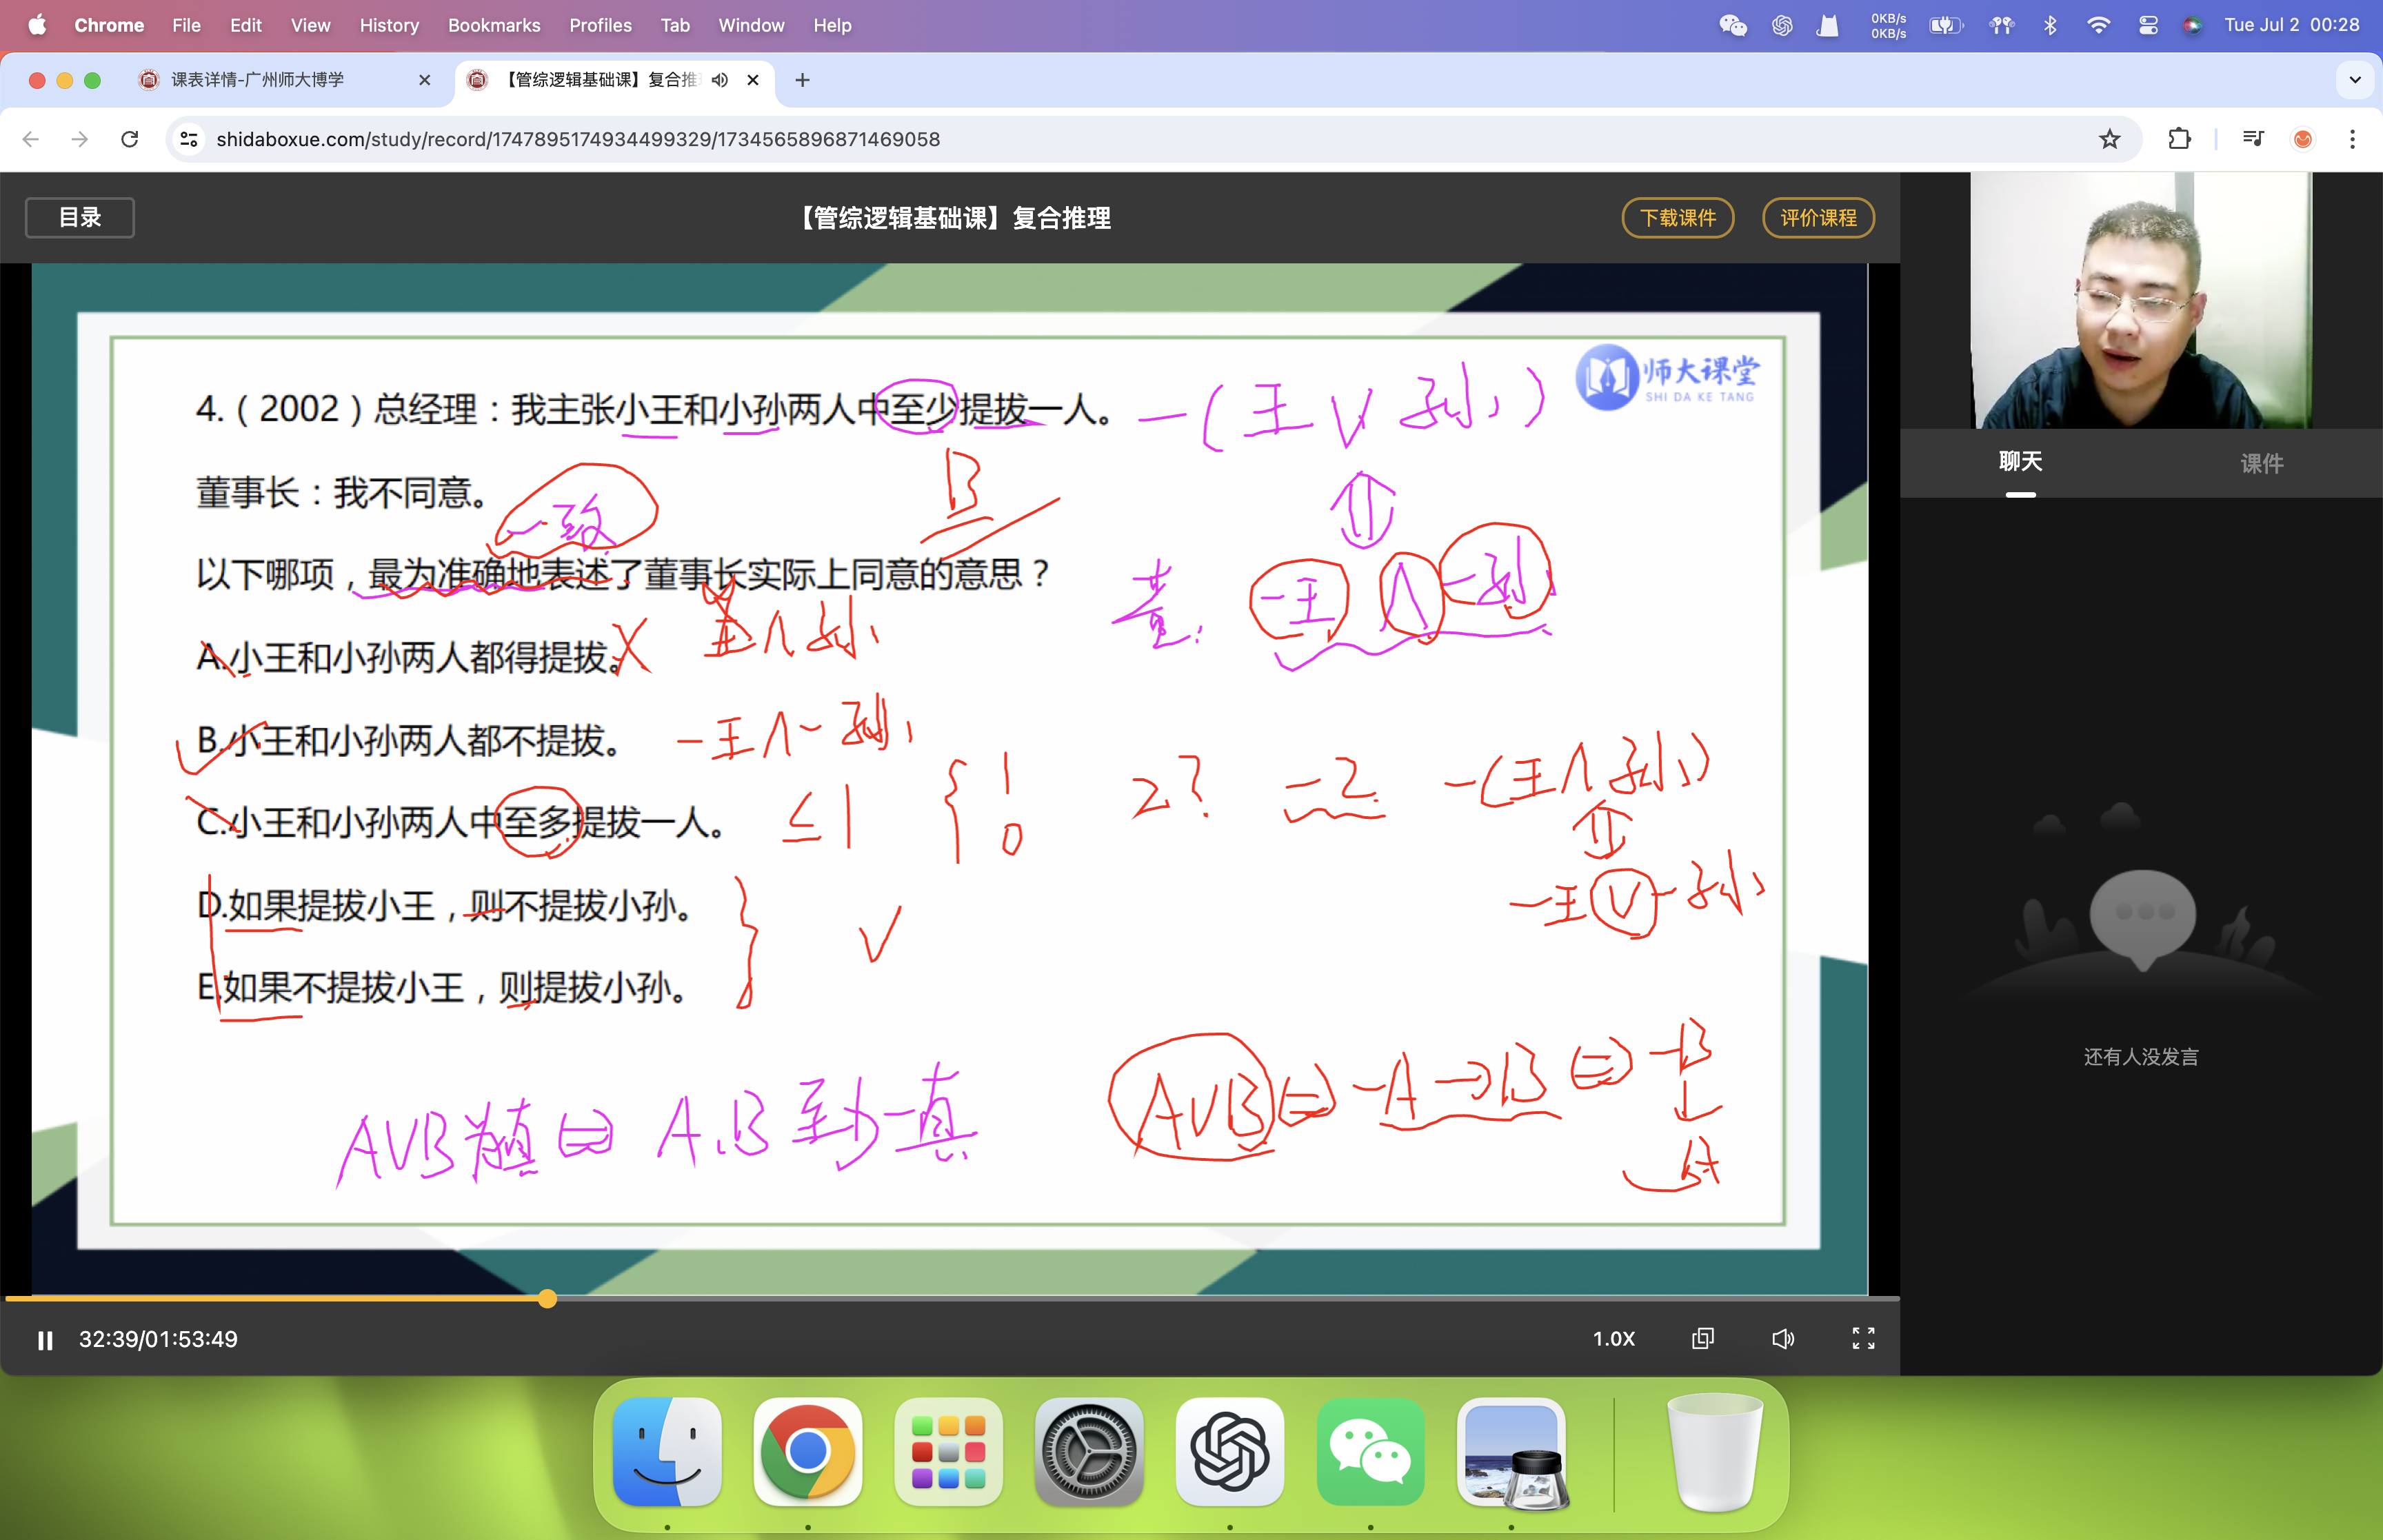 Chrome File Edit View History Bookmarks Profiles Tab Window Help 0KB/s 0KB/s Tue Jul 2 00:28
课表详情-广州师大博学
【管综逻辑基础课】复合推
shidaboxue.com/study/record/1747895174934499329/1734565896871469058
目录
【管综逻辑基础课】复合推理
下载课件
评价课程
师大课堂
SHI DA KE TANG
4.（2002）总经理：我主张小王和小孙两人中至少提拔一人。 —(王∨孙)
董事长：我不同意。
一致
B
以下哪项，最为准确地表述了董事长实际上同意的意思？
董: —王 ∧ —孙
A.小王和小孙两人都得提拔。 王∧孙
B.小王和小孙两人都不提拔。 —王∧—孙
C.小王和小孙两人中至多提拔一人。 ≤1 { 1 0 2? =2 —(王∧孙)
—王∨—孙
D.如果提拔小王，则不提拔小孙。
E.如果不提拔小王，则提拔小孙。
A∨B为真⇔A.B至少一真
A∨B⇔—A→B⇔—B→A
聊天
课件
还有人没发言
32:39/01:53:49
1.0X